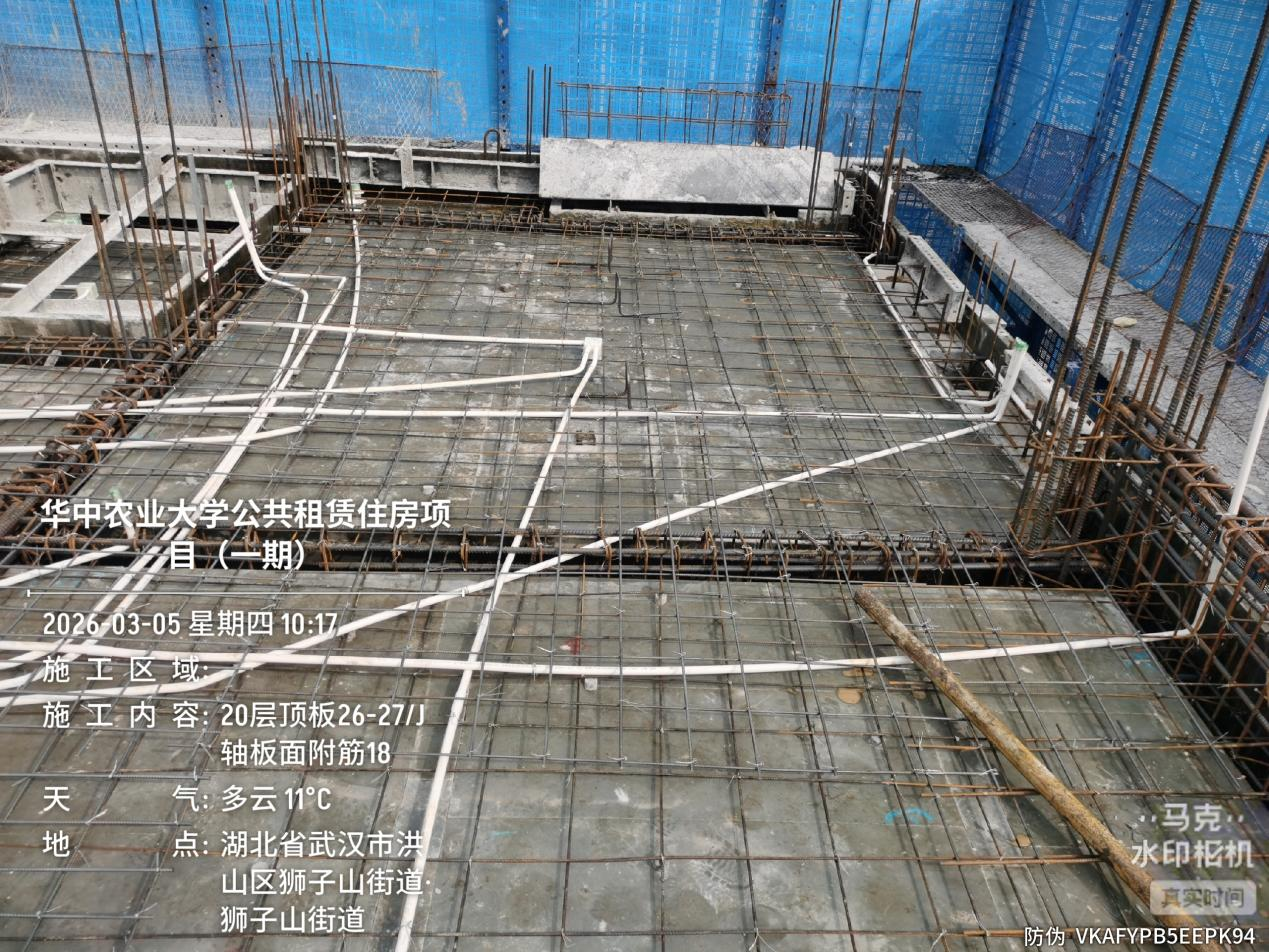 华中农业大学公共租赁住房项
目（一期）
2026-03-05 星期四 10:17
施工区域:
施工内容: 20层顶板26-27/J
轴板面附筋18
天气: 多云 11°C
地点: 湖北省武汉市洪
山区狮子山街道·
狮子山街道
马克
水印相机
真实时间
防伪 VKAFYPB5EEPK94